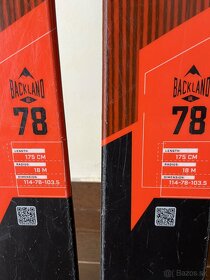 BACKLAND
78
LENGTH:
175 CM
RADIUS:
18 M
DIMENSION:
114-78-103.5
BACKLAND
78
LENGTH:
175 CM
RADIUS:
18 M
DIMENSION:
114-78-103.5
Bazos.sk